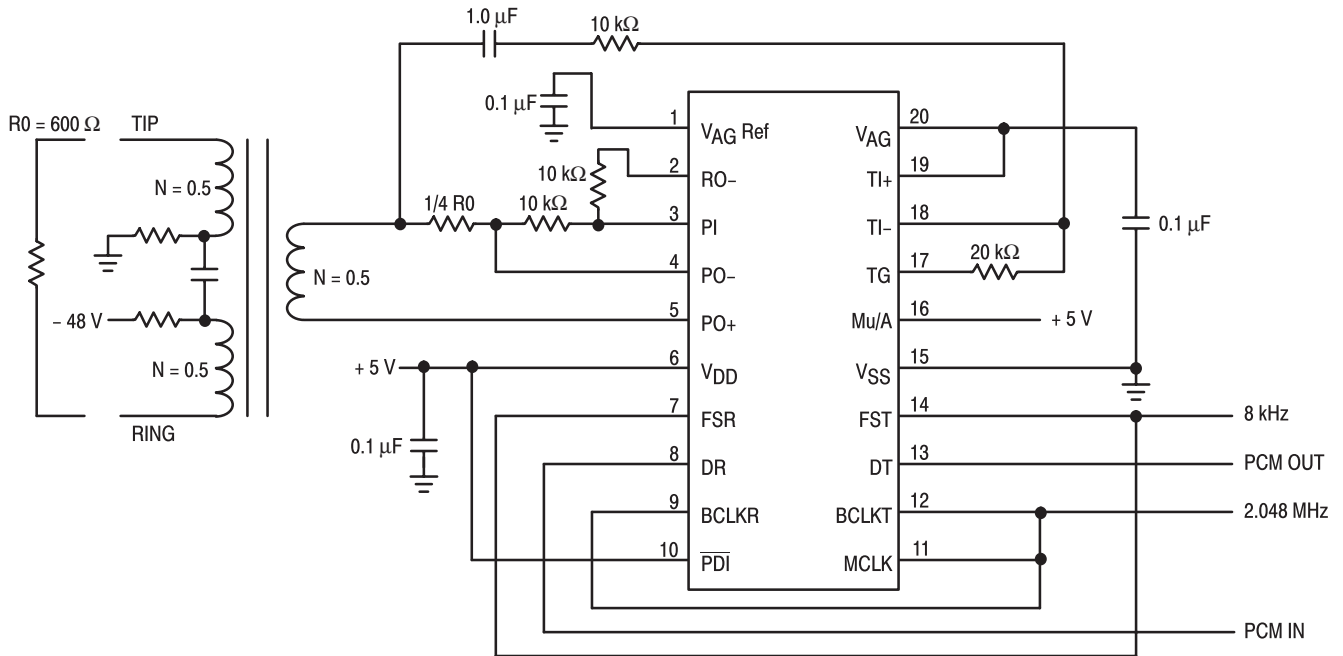 1.0 µF
10 kΩ
0.1 µF
R0 = 600 Ω
TIP
N = 0.5
– 48 V
N = 0.5
RING
N = 0.5
1/4 R0
10 kΩ
10 kΩ
+ 5 V
0.1 µF
1
2
3
4
5
6
7
8
9
10
VAG Ref
RO–
PI
PO–
PO+
VDD
FSR
DR
BCLKR
PDI
VAG
TI+
TI–
TG
Mu/A
VSS
FST
DT
BCLKT
MCLK
20
19
18
17
16
15
14
13
12
11
20 kΩ
0.1 µF
+ 5 V
8 kHz
PCM OUT
2.048 MHz
PCM IN